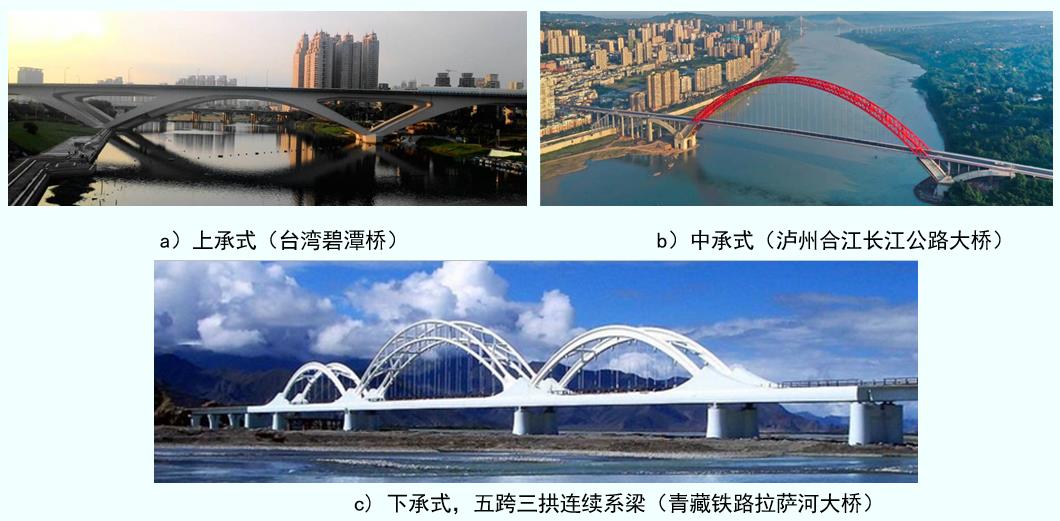 a）上承式（台湾碧潭桥）
b）中承式（泸州合江长江公路大桥）
c）下承式，五跨三拱连续系梁（青藏铁路拉萨河大桥）